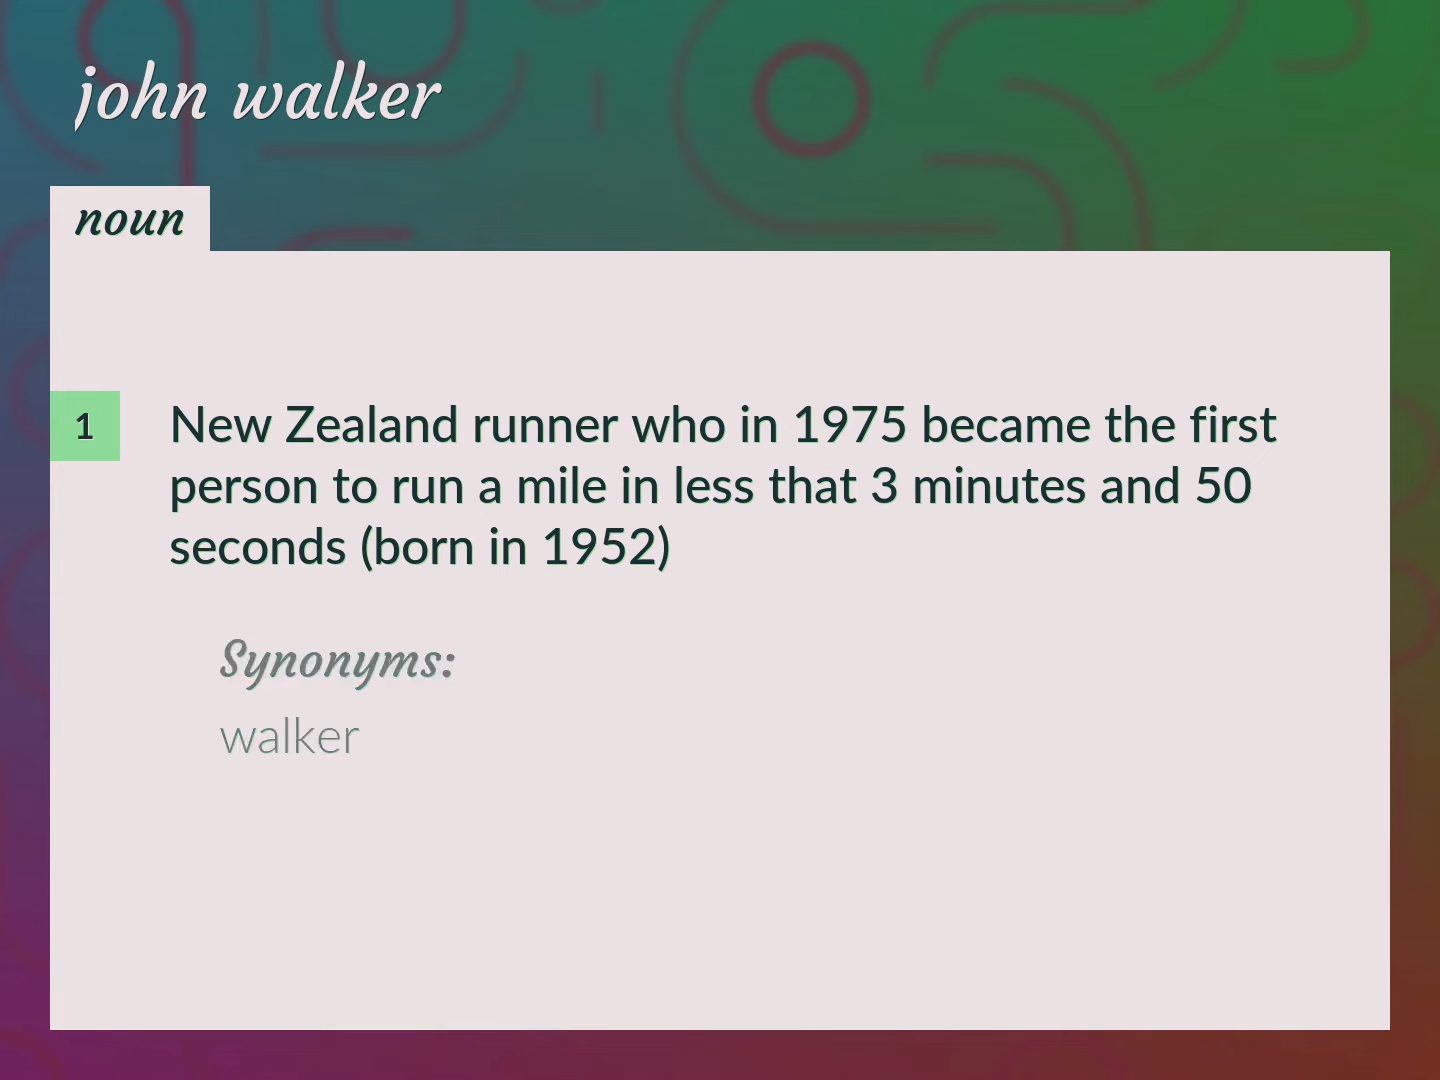 john walker
noun
1
New Zealand runner who in 1975 became the first
person to run a mile in less that 3 minutes and 50
seconds (born in 1952)
Synonyms:
walker